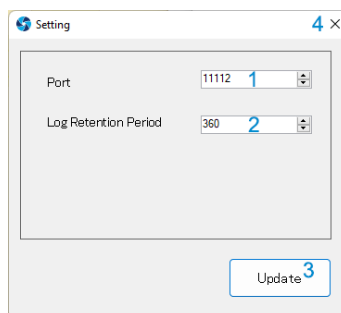 Setting 4
Port 11112 1
Log Retention Period 360 2
Update 3